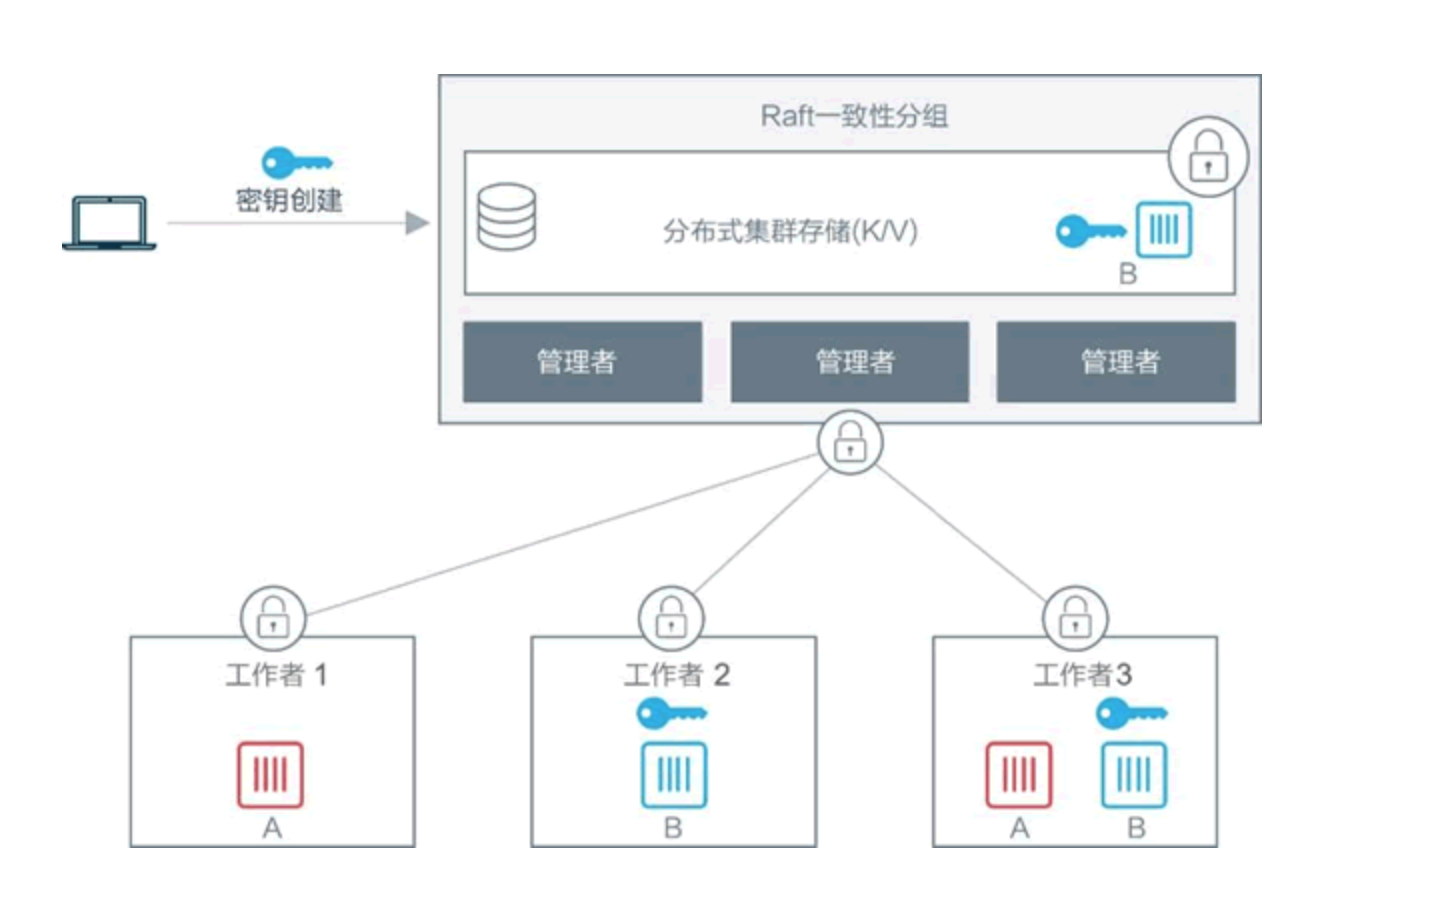 Raft一致性分组
密钥创建
分布式集群存储(K/V)
B
管理者
管理者
管理者
工作者 1
工作者 2
工作者3
A
B
A
B